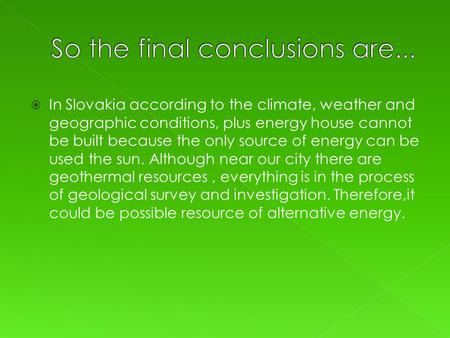 So the final conclusions are...
In Slovakia according to the climate, weather and
geographic conditions, plus energy house cannot
be built because the only source of energy can be
used the sun. Although near our city there are
geothermal resources , everything is in the process
of geological survey and investigation. Therefore,it
could be possible resource of alternative energy.